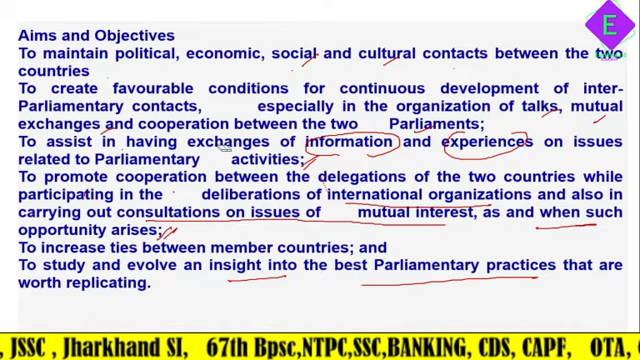 E
Aims and Objectives
To maintain political, economic, social and cultural contacts between the two
countries
To create favourable conditions for continuous development of inter-
Parliamentary contacts, especially in the organization of talks, mutual
exchanges and cooperation between the two Parliaments;
To assist in having exchanges of information and experiences on issues
related to Parliamentary activities;
To promote cooperation between the delegations of the two countries while
participating in the deliberations of international organizations and also in
carrying out consultations on issues of mutual interest, as and when such
opportunity arises;
To increase ties between member countries; and
To study and evolve an insight into the best Parliamentary practices that are
worth replicating.
, JSSC , Jharkhand SI, 67th Bpsc,NTPC,SSC,BANKING, CDS, CAPF, OTA,